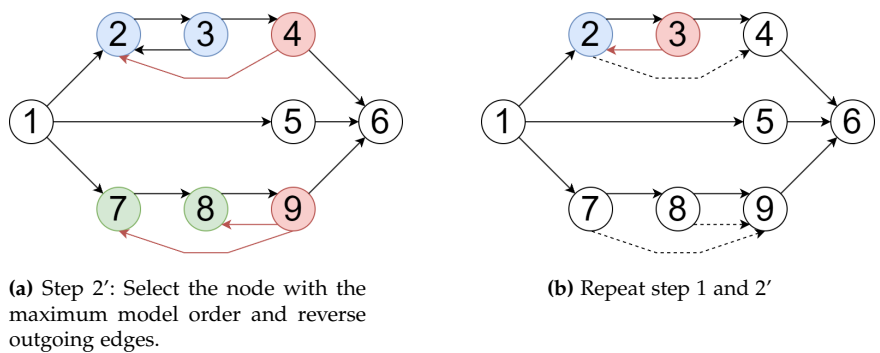 2 3 4
1 5 6
7 8 9
(a) Step 2’: Select the node with the
maximum model order and reverse
outgoing edges.
2 3 4
1 5 6
7 8 9
(b) Repeat step 1 and 2’